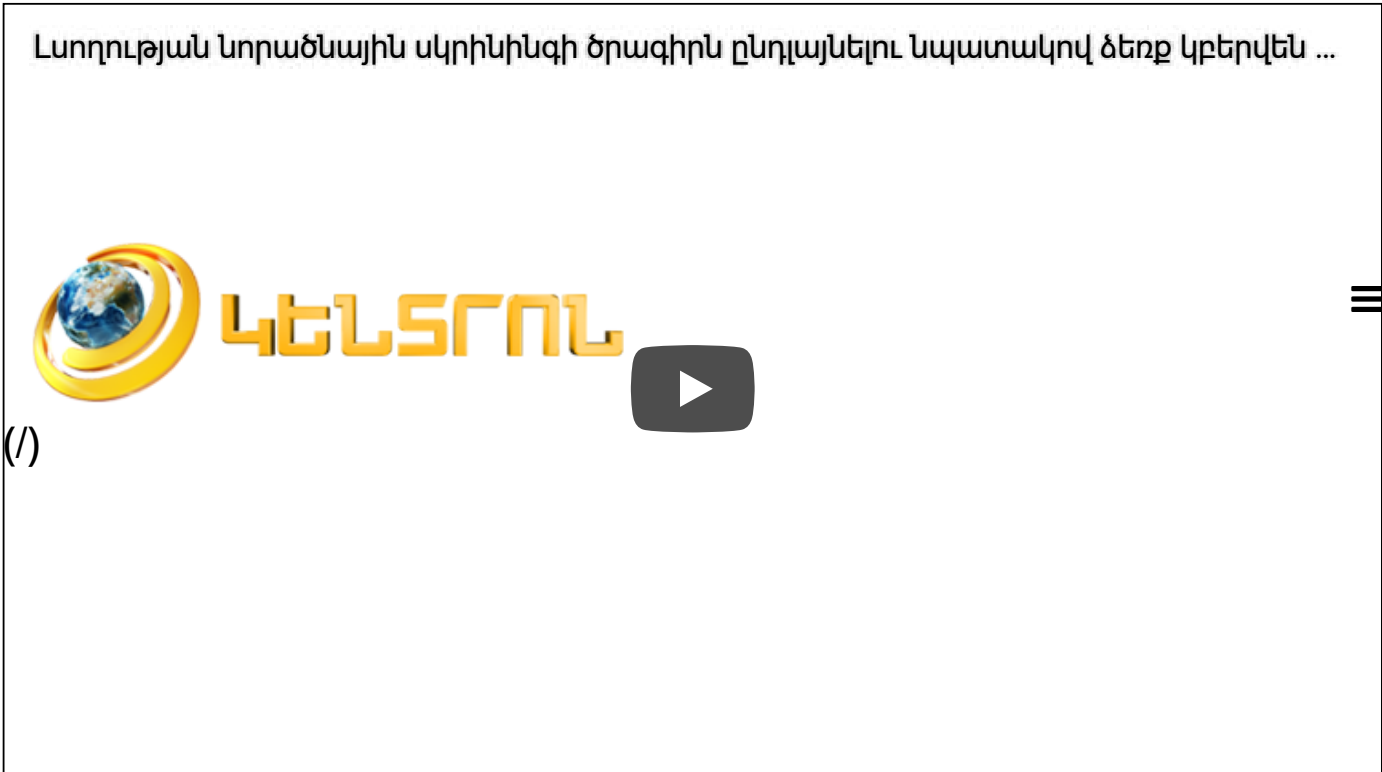 Լսողության նորածնային սկրինինգի ծրագիրն ընդլայնելու նպատակով ձեռք կբերվեն ...
ԿԵՆՏՐՈՆ
(/)